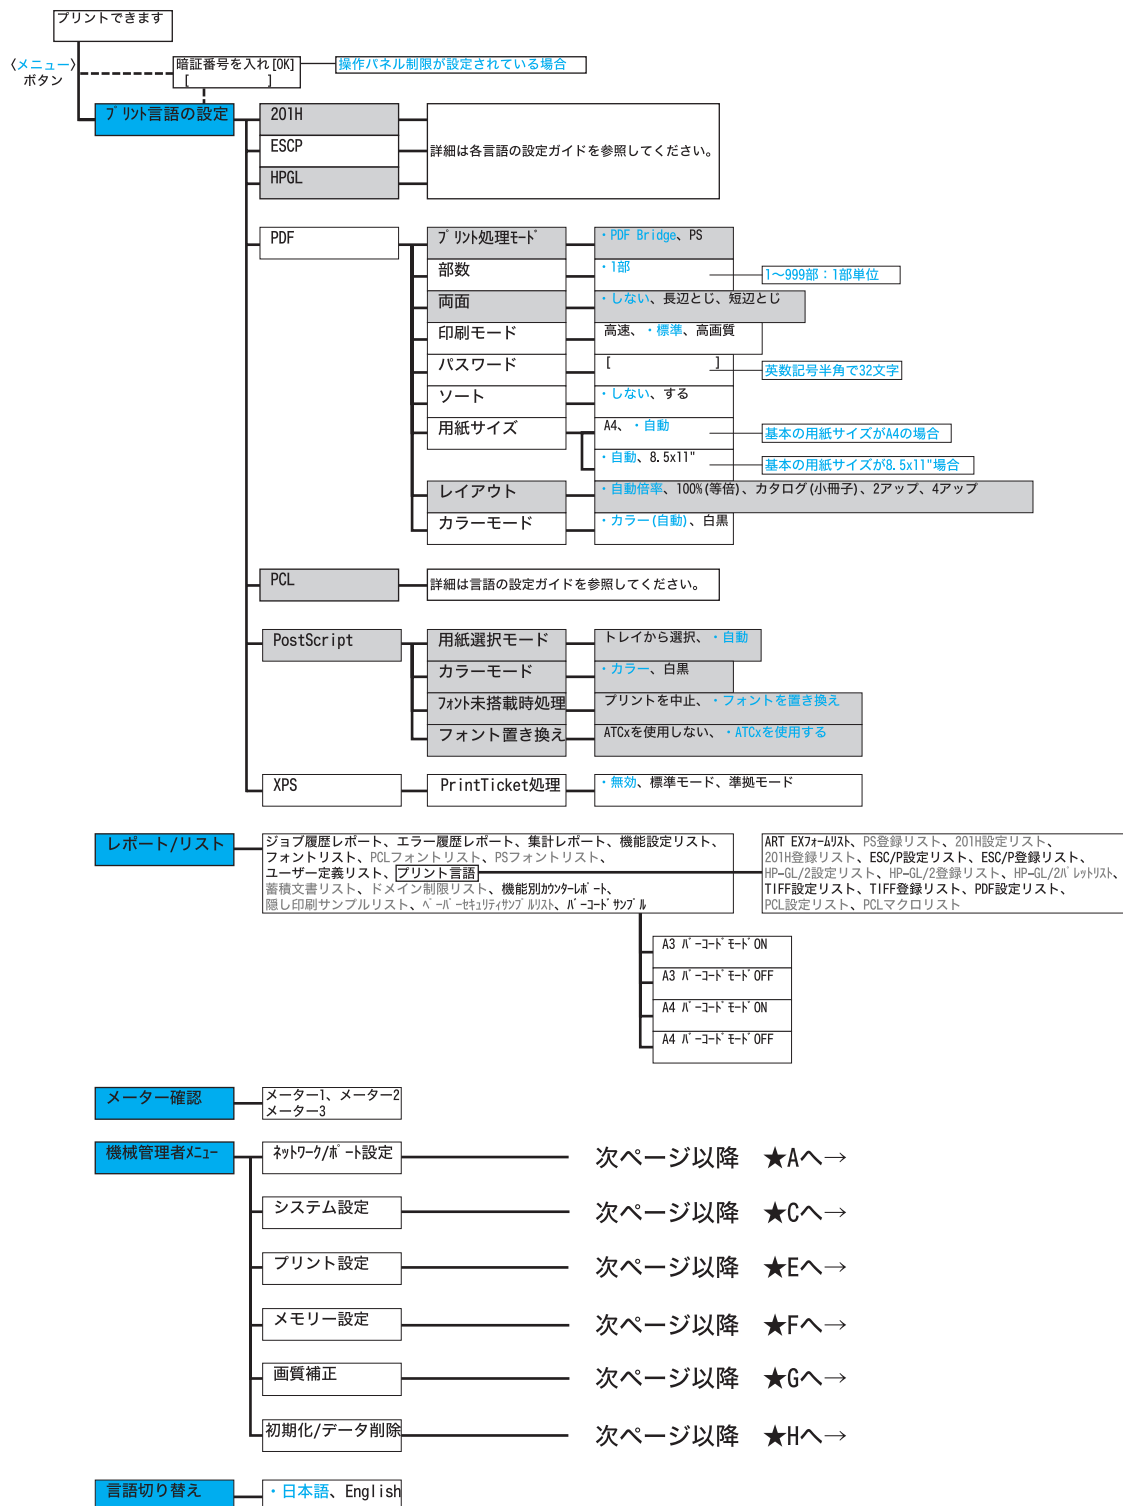 プリントできます
〈メニュー〉
ボタン
暗証番号を入れ[OK]
[ ]
操作パネル制限が設定されている場合
プリント言語の設定
201H
ESCP
HPGL
詳細は各言語の設定ガイドを参照してください。
PDF
プリント処理モード
・PDF Bridge、PS
部数
・1部
1～999部：1部単位
両面
・しない、長辺とじ、短辺とじ
印刷モード
高速、・標準、高画質
パスワード
[ ]
英数記号半角で32文字
ソート
・しない、する
用紙サイズ
A4、・自動
基本の用紙サイズがA4の場合
・自動、8.5x11"
基本の用紙サイズが8.5x11"場合
レイアウト
・自動倍率、100%(等倍)、カタログ(小冊子)、2アップ、4アップ
カラーモード
・カラー(自動)、白黒
PCL
詳細は言語の設定ガイドを参照してください。
PostScript
用紙選択モード
トレイから選択、・自動
カラーモード
・カラー、白黒
フォント未搭載時処理
プリントを中止、・フォントを置き換え
フォント置き換え
ATCxを使用しない、・ATCxを使用する
XPS
PrintTicket処理
・無効、標準モード、準拠モード
レポート/リスト
ジョブ履歴レポート、エラー履歴レポート、集計レポート、機能設定リスト、
フォントリスト、PCLフォントリスト、PSフォントリスト、
ユーザー定義リスト、プリント言語
蓄積文書リスト、ドメイン制限リスト、機能別カウンターレポート、
隠し印刷サンプルリスト、ペーパーセキュリティサンプルリスト、バーコードサンプル
ART EXフォームリスト、PS登録リスト、201H設定リスト、
201H登録リスト、ESC/P設定リスト、ESC/P登録リスト、
HP-GL/2設定リスト、HP-GL/2登録リスト、HP-GL/2パレットリスト、
TIFF設定リスト、TIFF登録リスト、PDF設定リスト、
PCL設定リスト、PCLマクロリスト
A3 バーコードモードON
A3 バーコードモードOFF
A4 バーコードモードON
A4 バーコードモードOFF
メーター確認
メーター1、メーター2
メーター3
機械管理者メニュー
ネットワーク/ポート設定
次ページ以降　★Aへ→
システム設定
次ページ以降　★Cへ→
プリント設定
次ページ以降　★Eへ→
メモリー設定
次ページ以降　★Fへ→
画質補正
次ページ以降　★Gへ→
初期化/データ削除
次ページ以降　★Hへ→
言語切り替え
・日本語、English